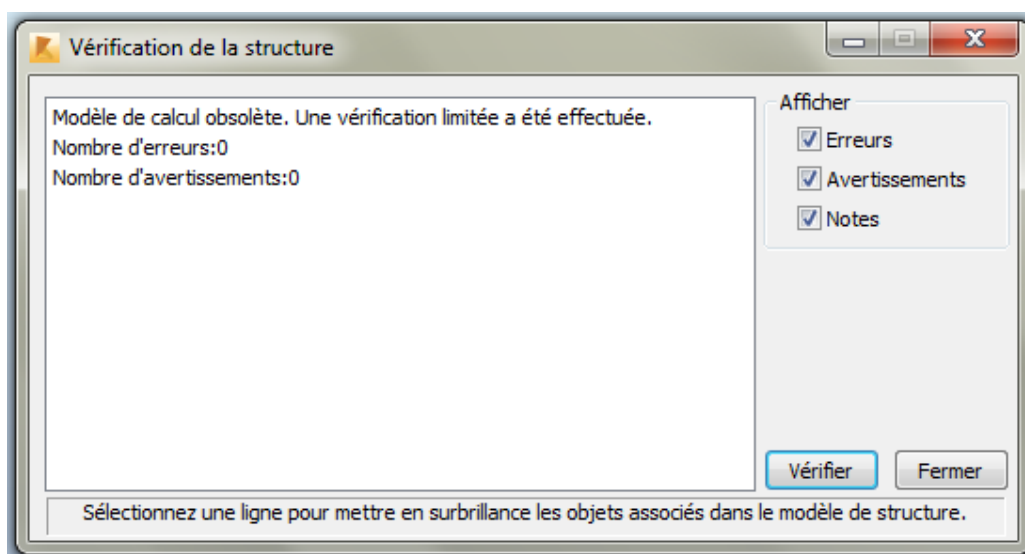 Vérification de la structure
Modèle de calcul obsolète. Une vérification limitée a été effectuée.
Nombre d'erreurs:0
Nombre d'avertissements:0
Afficher
Erreurs
Avertissements
Notes
Vérifier
Fermer
Sélectionnez une ligne pour mettre en surbrillance les objets associés dans le modèle de structure.